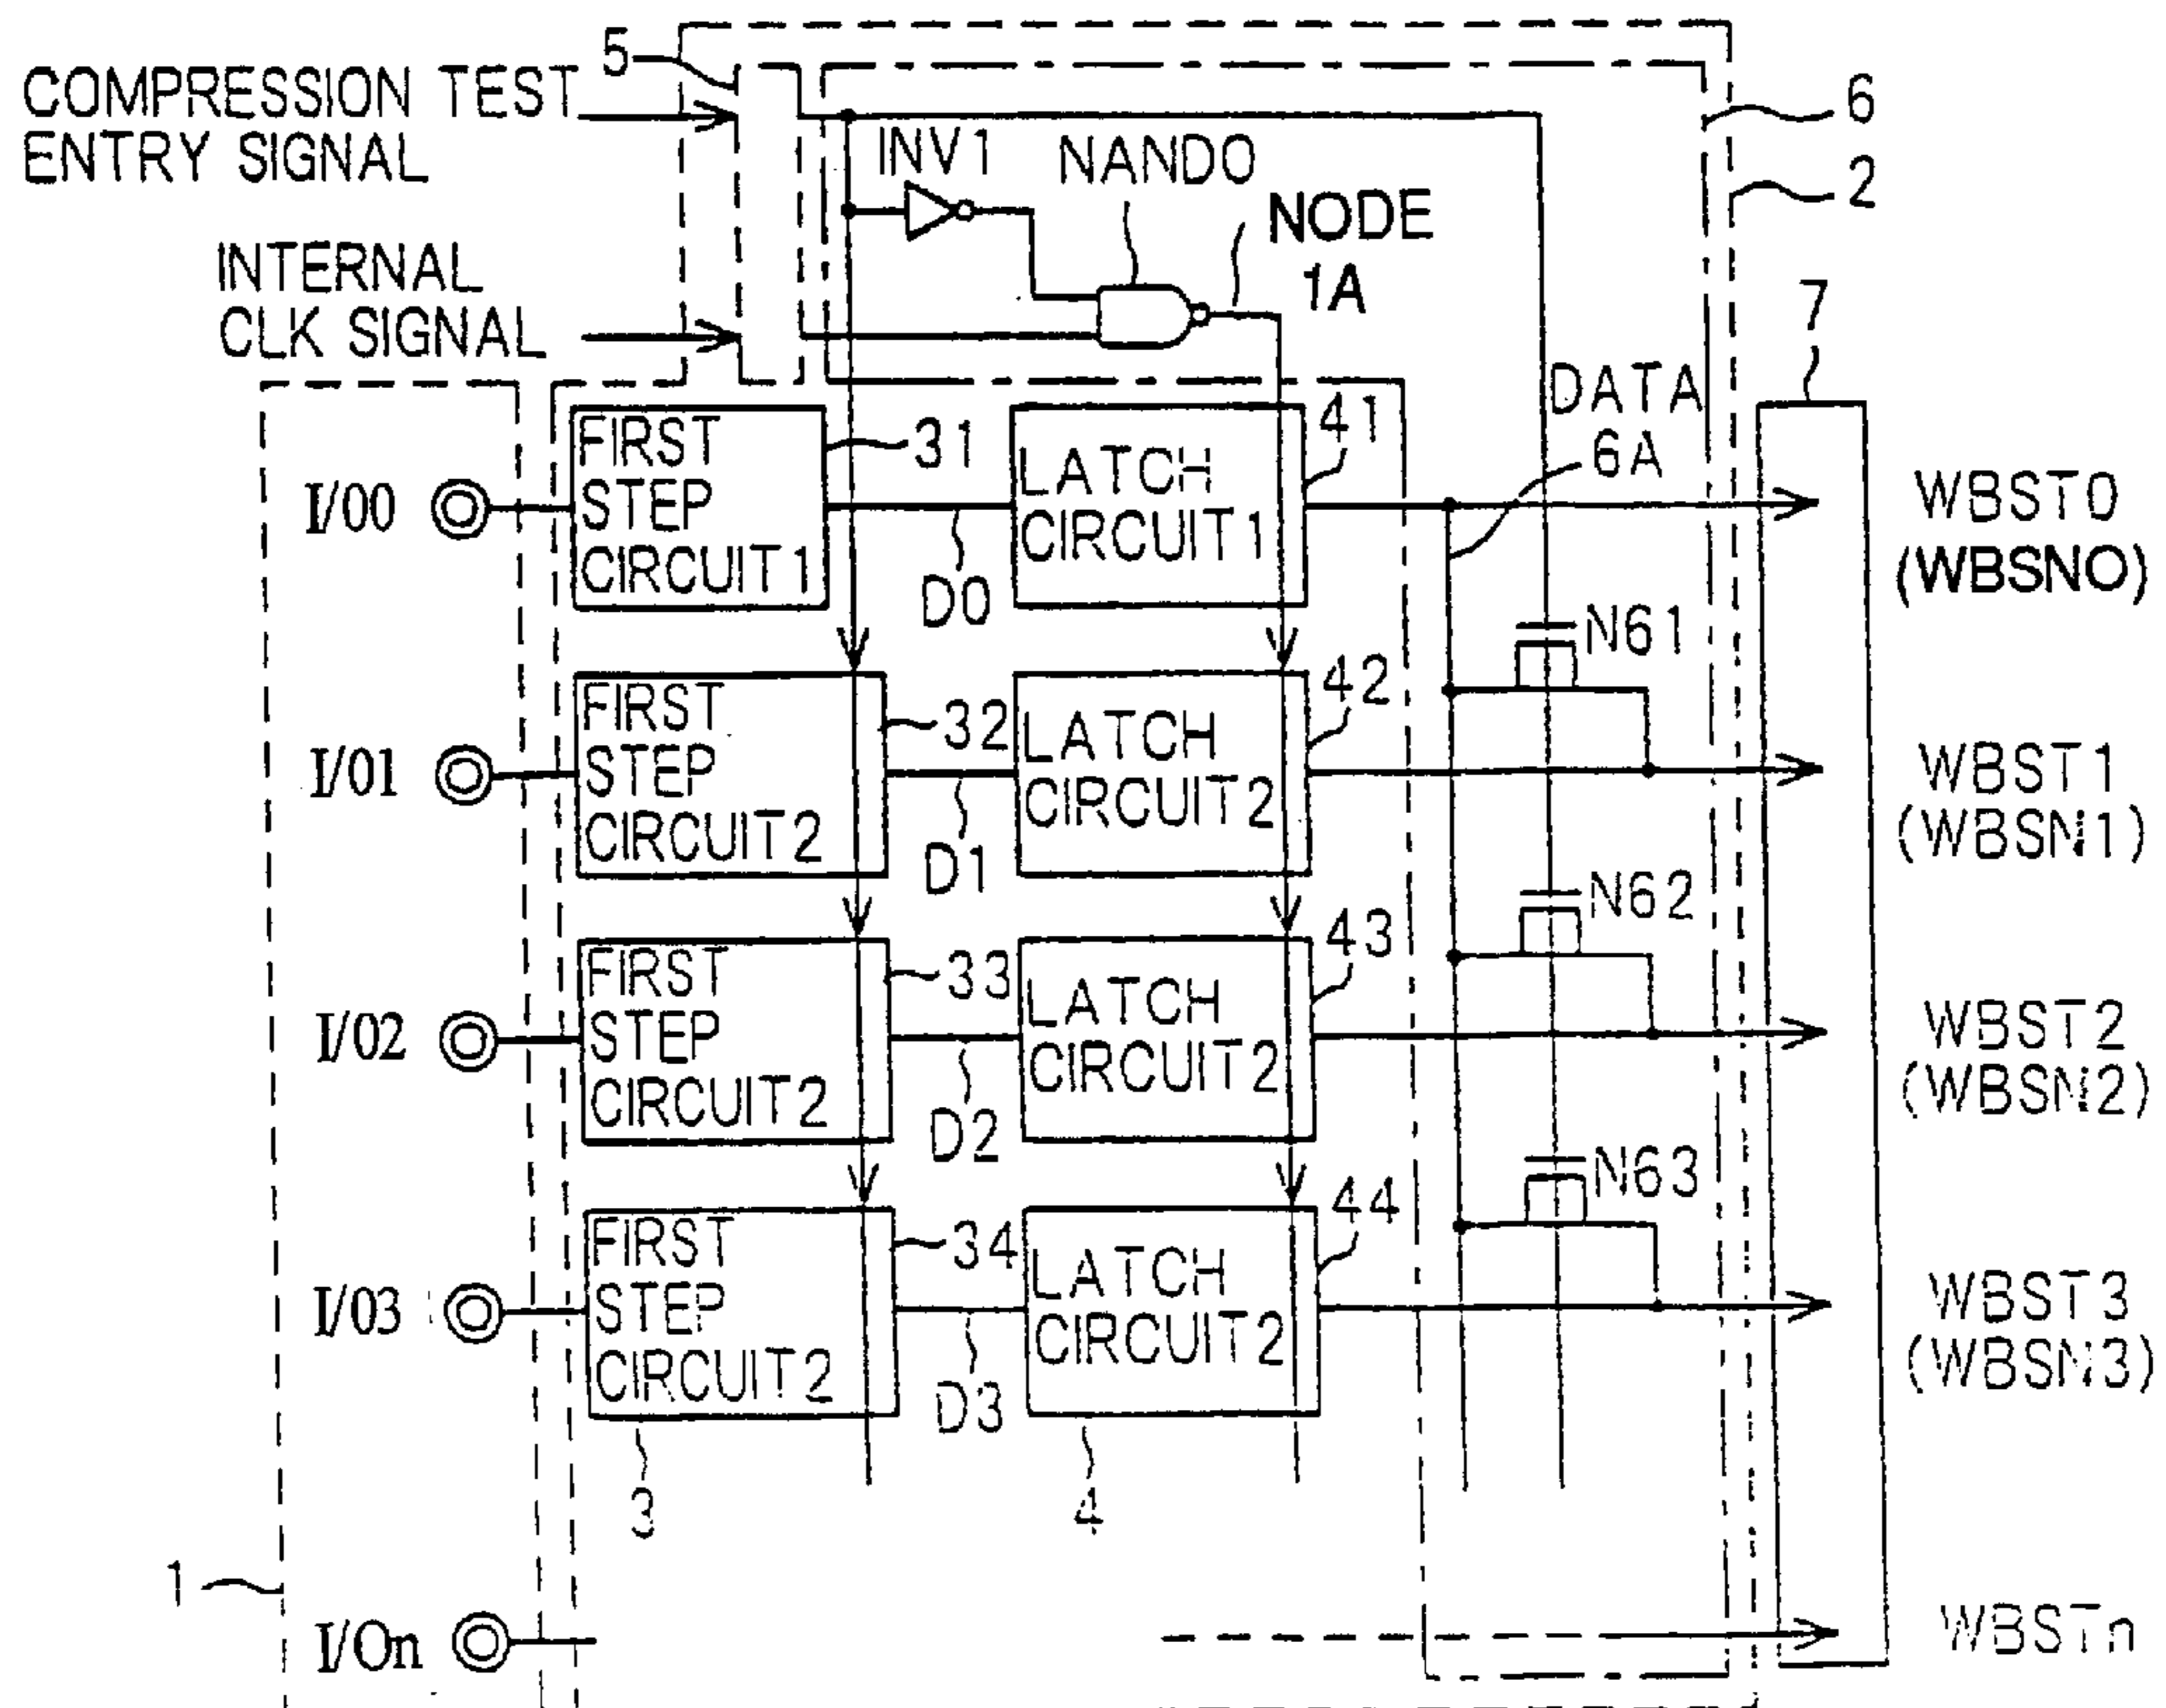 5
COMPRESSION TEST
ENTRY SIGNAL
6
INV1
NANDO
2
NODE
1A
INTERNAL
CLK SIGNAL
7
DATA
6A
I/00
FIRST
STEP
CIRCUIT1
31
D0
LATCH
CIRCUIT1
41
WBST0
(WBSNO)
N61
I/01
FIRST
STEP
CIRCUIT2
32
D1
LATCH
CIRCUIT2
42
WBST1
(WBSN1)
N62
I/02
FIRST
STEP
CIRCUIT2
33
D2
LATCH
CIRCUIT2
43
WBST2
(WBSN2)
N63
I/03
FIRST
STEP
CIRCUIT2
34
D3
LATCH
CIRCUIT2
44
WBST3
(WBSN3)
3
4
1
I/On
WBSTn